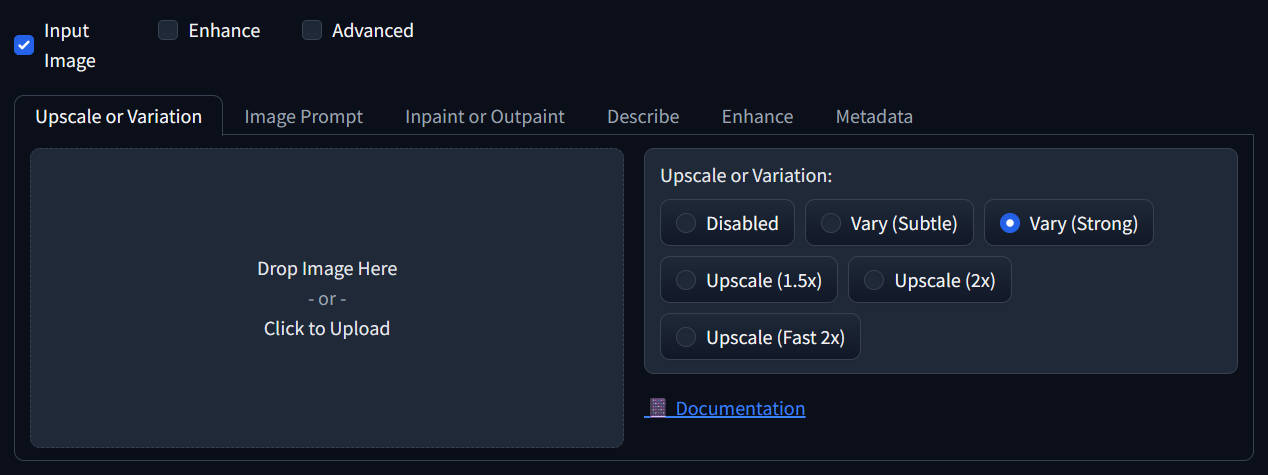 Input
Image
Enhance
Advanced
Upscale or Variation
Image Prompt
Inpaint or Outpaint
Describe
Enhance
Metadata
Drop Image Here
- or -
Click to Upload
Upscale or Variation:
Disabled
Vary (Subtle)
Vary (Strong)
Upscale (1.5x)
Upscale (2x)
Upscale (Fast 2x)
Documentation